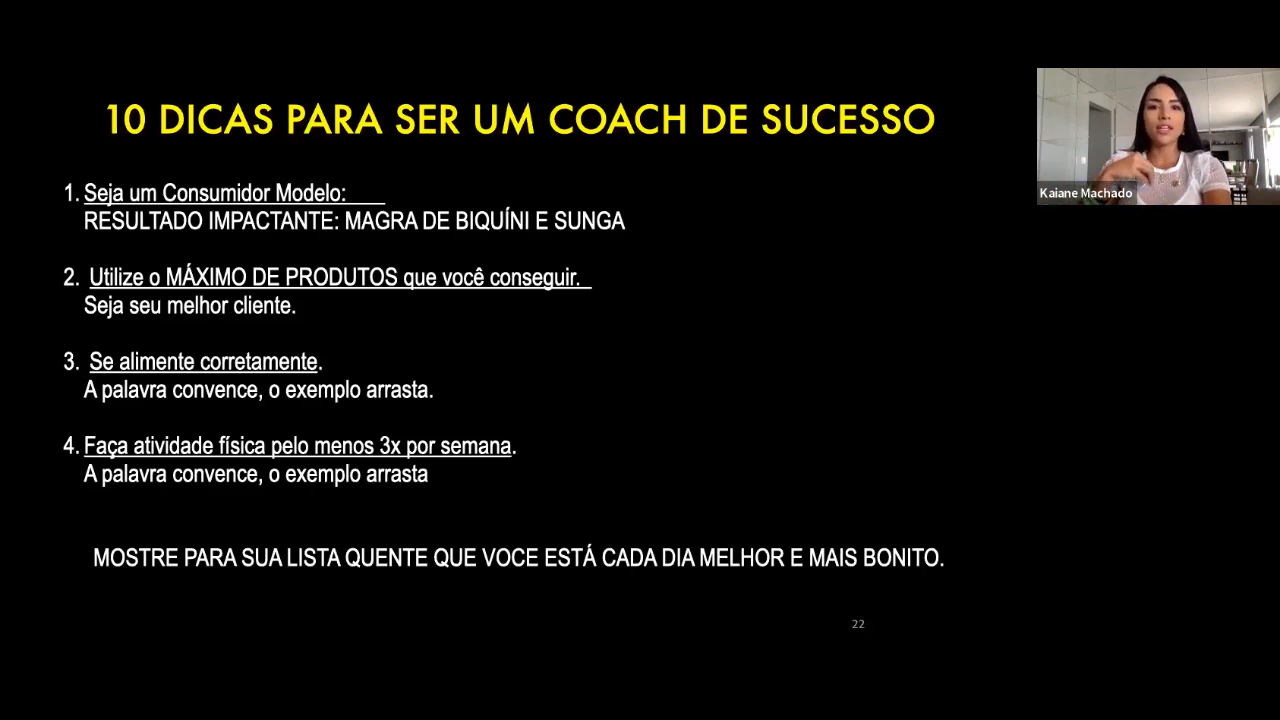 10 DICAS PARA SER UM COACH DE SUCESSO
Kaiane Machado
1. Seja um Consumidor Modelo:
RESULTADO IMPACTANTE: MAGRA DE BIQUÍNI E SUNGA
2. Utilize o MÁXIMO DE PRODUTOS que você conseguir.
Seja seu melhor cliente.
3. Se alimente corretamente.
A palavra convence, o exemplo arrasta.
4. Faça atividade física pelo menos 3x por semana.
A palavra convence, o exemplo arrasta
MOSTRE PARA SUA LISTA QUENTE QUE VOCE ESTÁ CADA DIA MELHOR E MAIS BONITO.
22